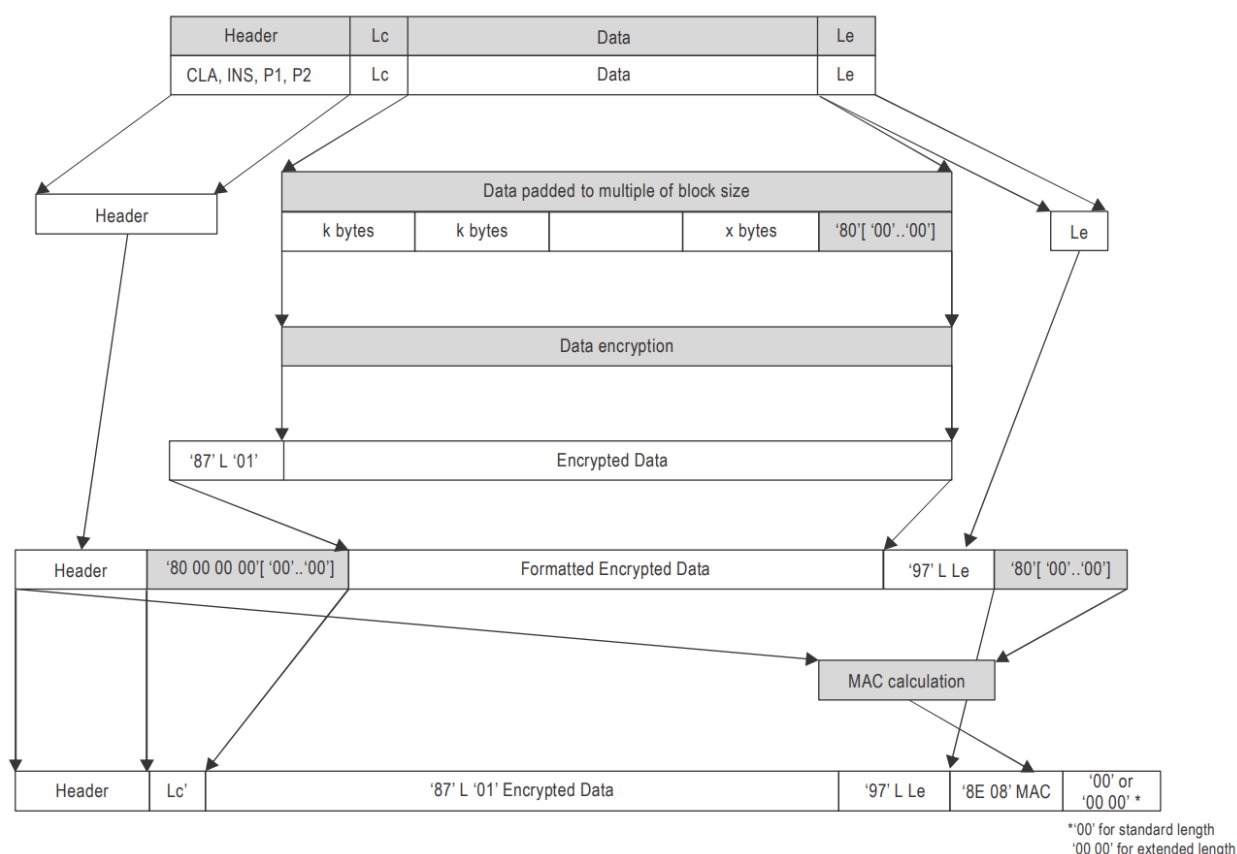 Header Lc Data Le
CLA, INS, P1, P2 Lc Data Le
Data padded to multiple of block size
Header
k bytes k bytes x bytes ‘80’[ ‘00’..‘00’]
Le
Data encryption
‘87’ L ‘01’ Encrypted Data
Header ‘80 00 00 00’[ ‘00’..‘00’] Formatted Encrypted Data ‘97’ L Le ‘80’[ ‘00’..‘00’]
MAC calculation
Header Lc’ ‘87’ L ‘01’ Encrypted Data ‘97’ L Le ‘8E 08’ MAC ‘00’ or
‘00 00’ *
*‘00’ for standard length
‘00 00’ for extended length